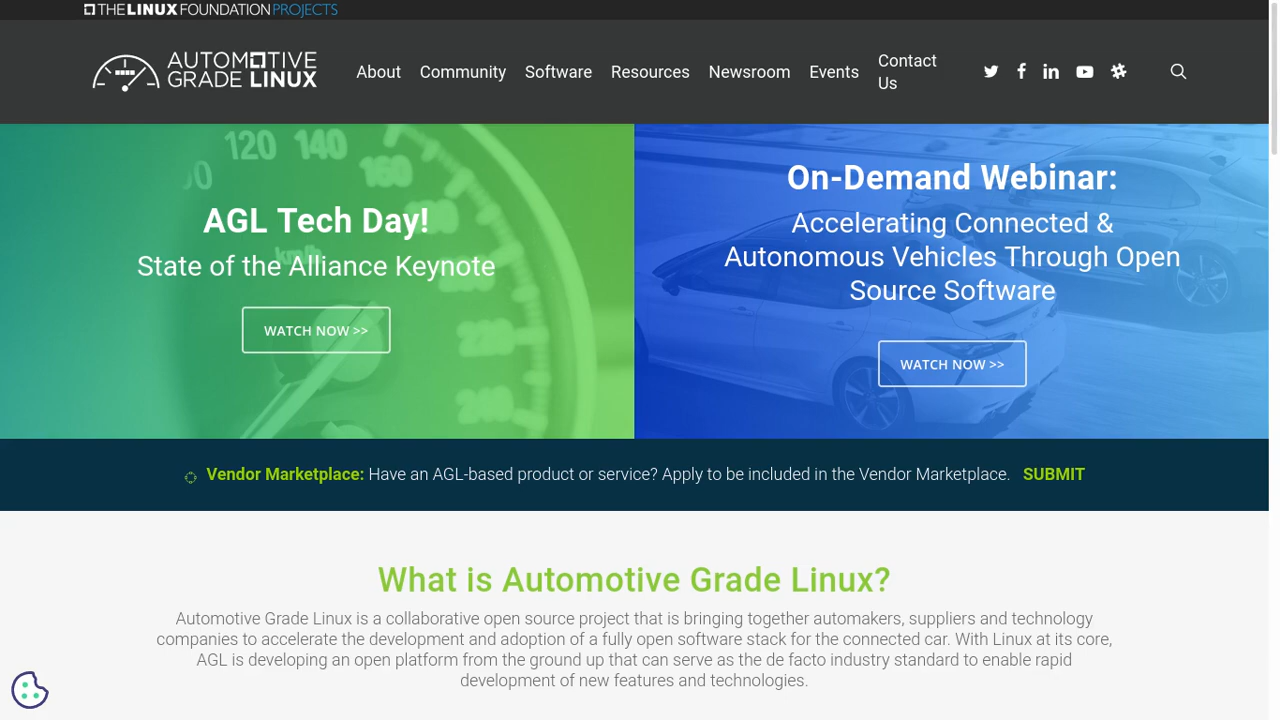 THE LINUX FOUNDATION PROJECTS
AUTOMOTIVE
GRADE LINUX
About Community Software Resources Newsroom Events Contact Us
120 140
160
km/h
AGL Tech Day!
State of the Alliance Keynote
WATCH NOW >>
On-Demand Webinar:
Accelerating Connected &
Autonomous Vehicles Through Open
Source Software
WATCH NOW >>
Vendor Marketplace: Have an AGL-based product or service? Apply to be included in the Vendor Marketplace. SUBMIT
What is Automotive Grade Linux?
Automotive Grade Linux is a collaborative open source project that is bringing together automakers, suppliers and technology
companies to accelerate the development and adoption of a fully open software stack for the connected car. With Linux at its core,
AGL is developing an open platform from the ground up that can serve as the de facto industry standard to enable rapid
development of new features and technologies.